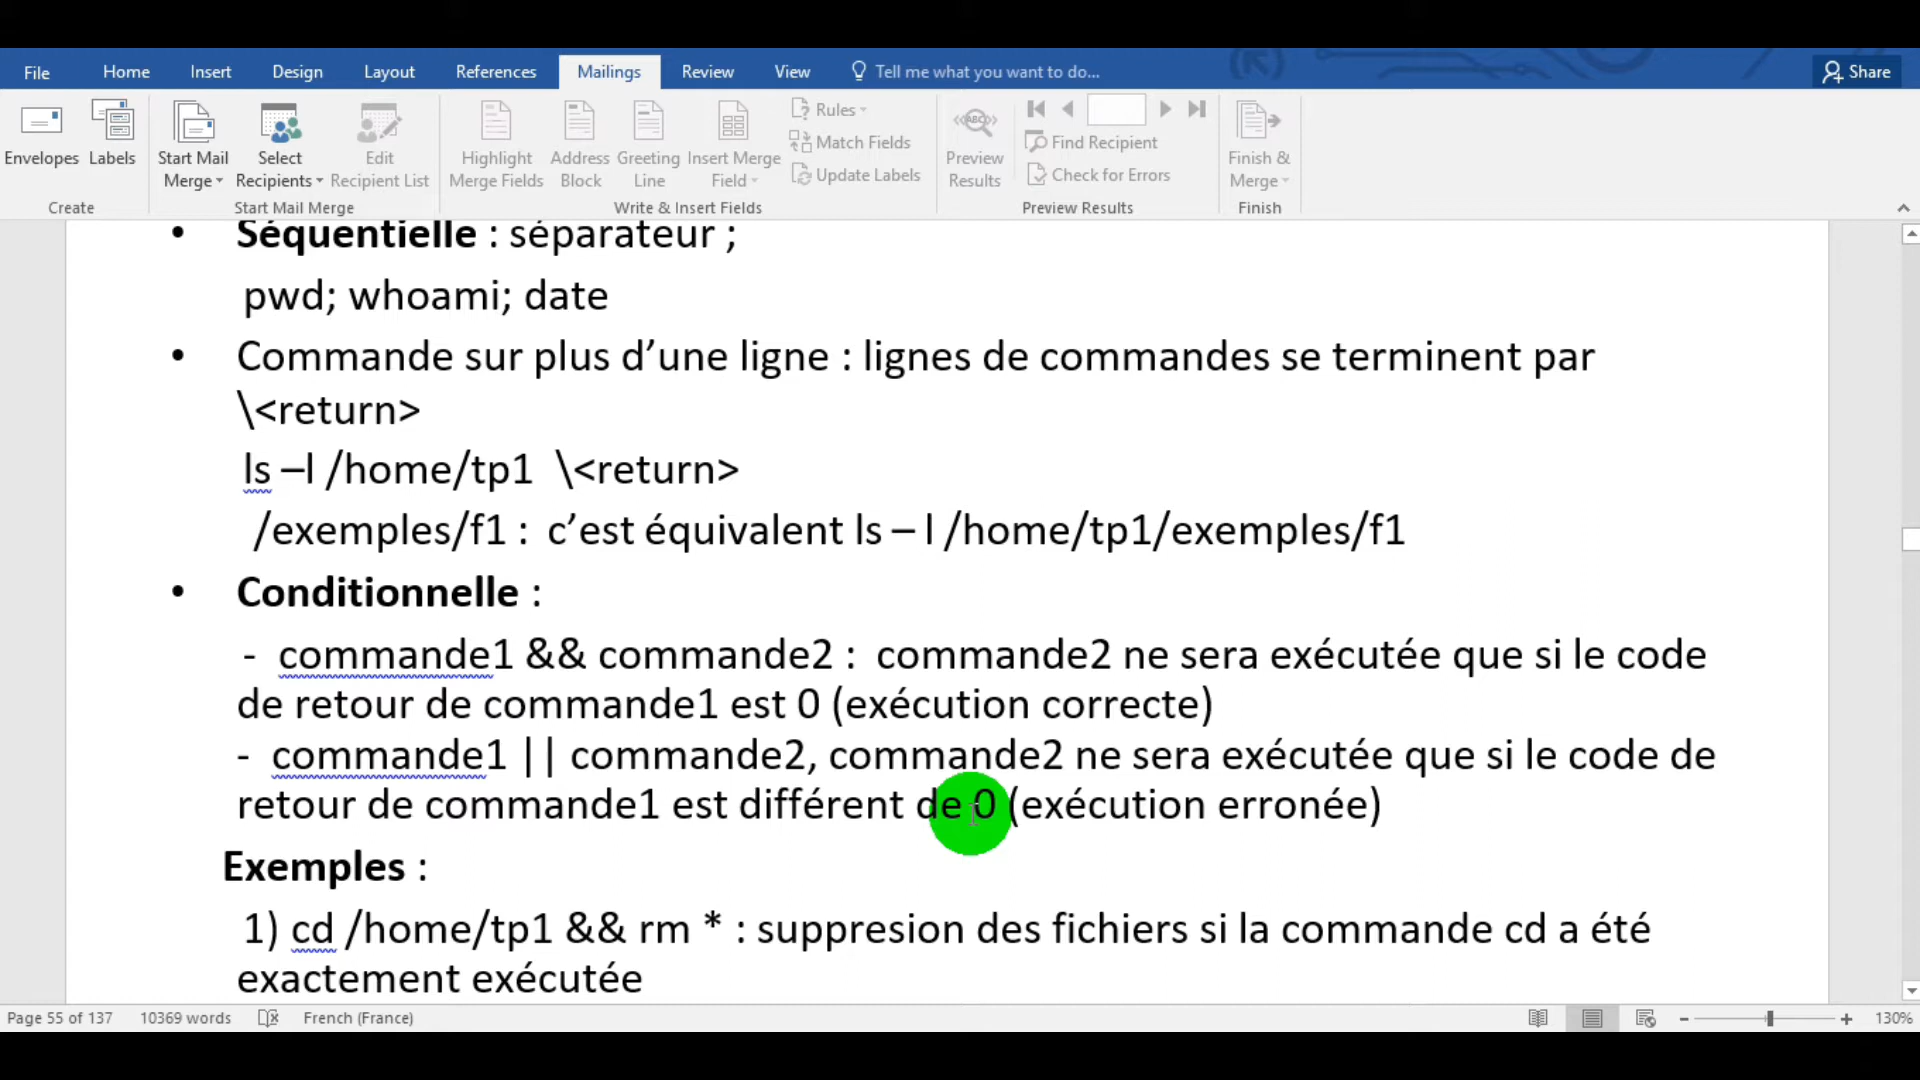 File Home Insert Design Layout References Mailings Review View Tell me what you want to do... Share
Envelopes Labels Start Mail Merge Select Recipients Edit Recipient List Highlight Merge Fields Address Block Greeting Line Insert Merge Field Rules Match Fields Update Labels Preview Results Find Recipient Check for Errors Finish & Merge
Create Start Mail Merge Write & Insert Fields Preview Results Finish
• Séquentielle : séparateur ;
pwd; whoami; date
• Commande sur plus d’une ligne : lignes de commandes se terminent par
\<return>
ls –l /home/tp1 \<return>
/exemples/f1 : c’est équivalent ls – l /home/tp1/exemples/f1
• Conditionnelle :
- commande1 && commande2 : commande2 ne sera exécutée que si le code
de retour de commande1 est 0 (exécution correcte)
- commande1 || commande2, commande2 ne sera exécutée que si le code de
retour de commande1 est différent de 0 (exécution erronée)
Exemples :
1) cd /home/tp1 && rm * : suppresion des fichiers si la commande cd a été
exactement exécutée
Page 55 of 137 10369 words French (France) 130%